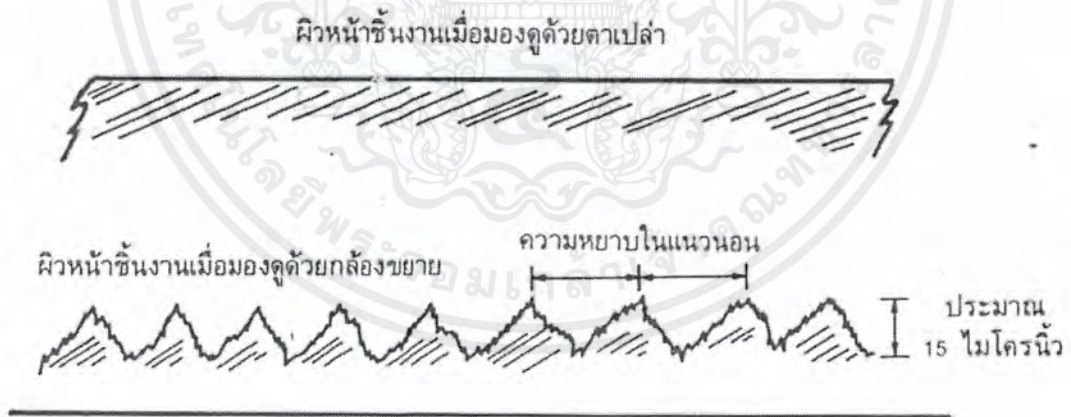 ผิวหน้าชิ้นงานเมื่อมองดูด้วยตาเปล่า
ความหยาบในแนวนอน
ผิวหน้าชิ้นงานเมื่อมองดูด้วยกล้องขยาย
ประมาณ
15 ไมโครนิ้ว